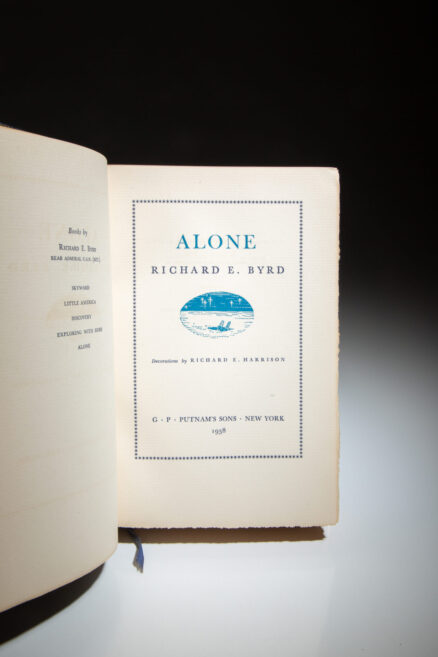 Books by
RICHARD E. BYRD
REAR ADMIRAL U.S.N. RET.
SKYWARD
LITTLE AMERICA
DISCOVERY
EXPLORING WITH BYRD
ALONE
ALONE
RICHARD E. BYRD
Decorations by RICHARD E. HARRISON
G · P · PUTNAM'S SONS · NEW YORK
1938